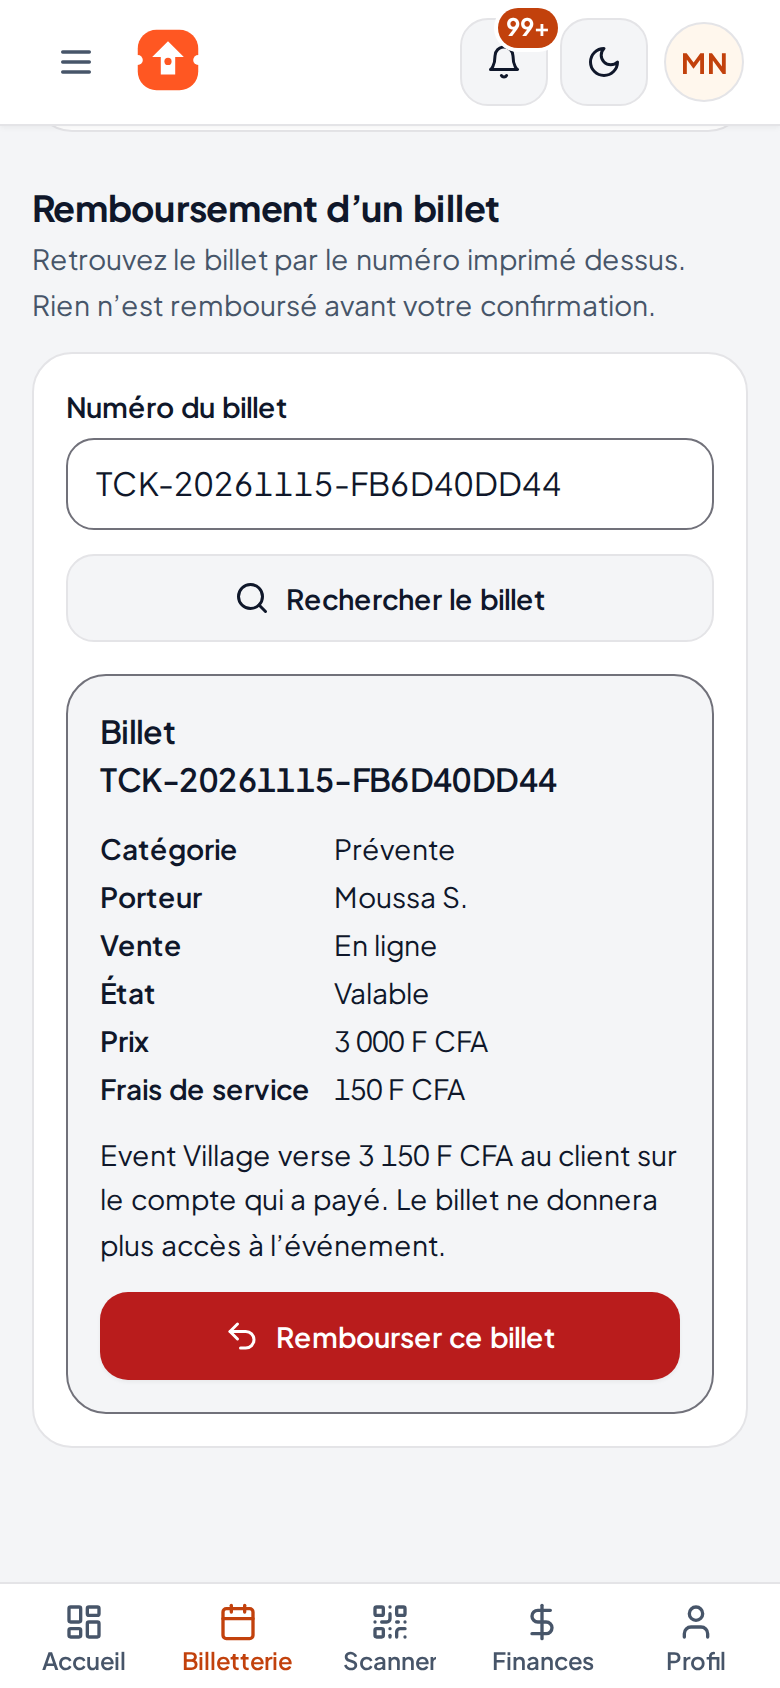 99+
MN
Remboursement d’un billet
Retrouvez le billet par le numéro imprimé dessus.
Rien n’est remboursé avant votre confirmation.
Numéro du billet
TCK-20261115-FB6D40DD44
Rechercher le billet
Billet
TCK-20261115-FB6D40DD44
Catégorie Prévente
Porteur Moussa S.
Vente En ligne
État Valable
Prix 3 000 F CFA
Frais de service 150 F CFA
Event Village verse 3 150 F CFA au client sur
le compte qui a payé. Le billet ne donnera
plus accès à l’événement.
Rembourser ce billet
Accueil Billetterie Scanner Finances Profil